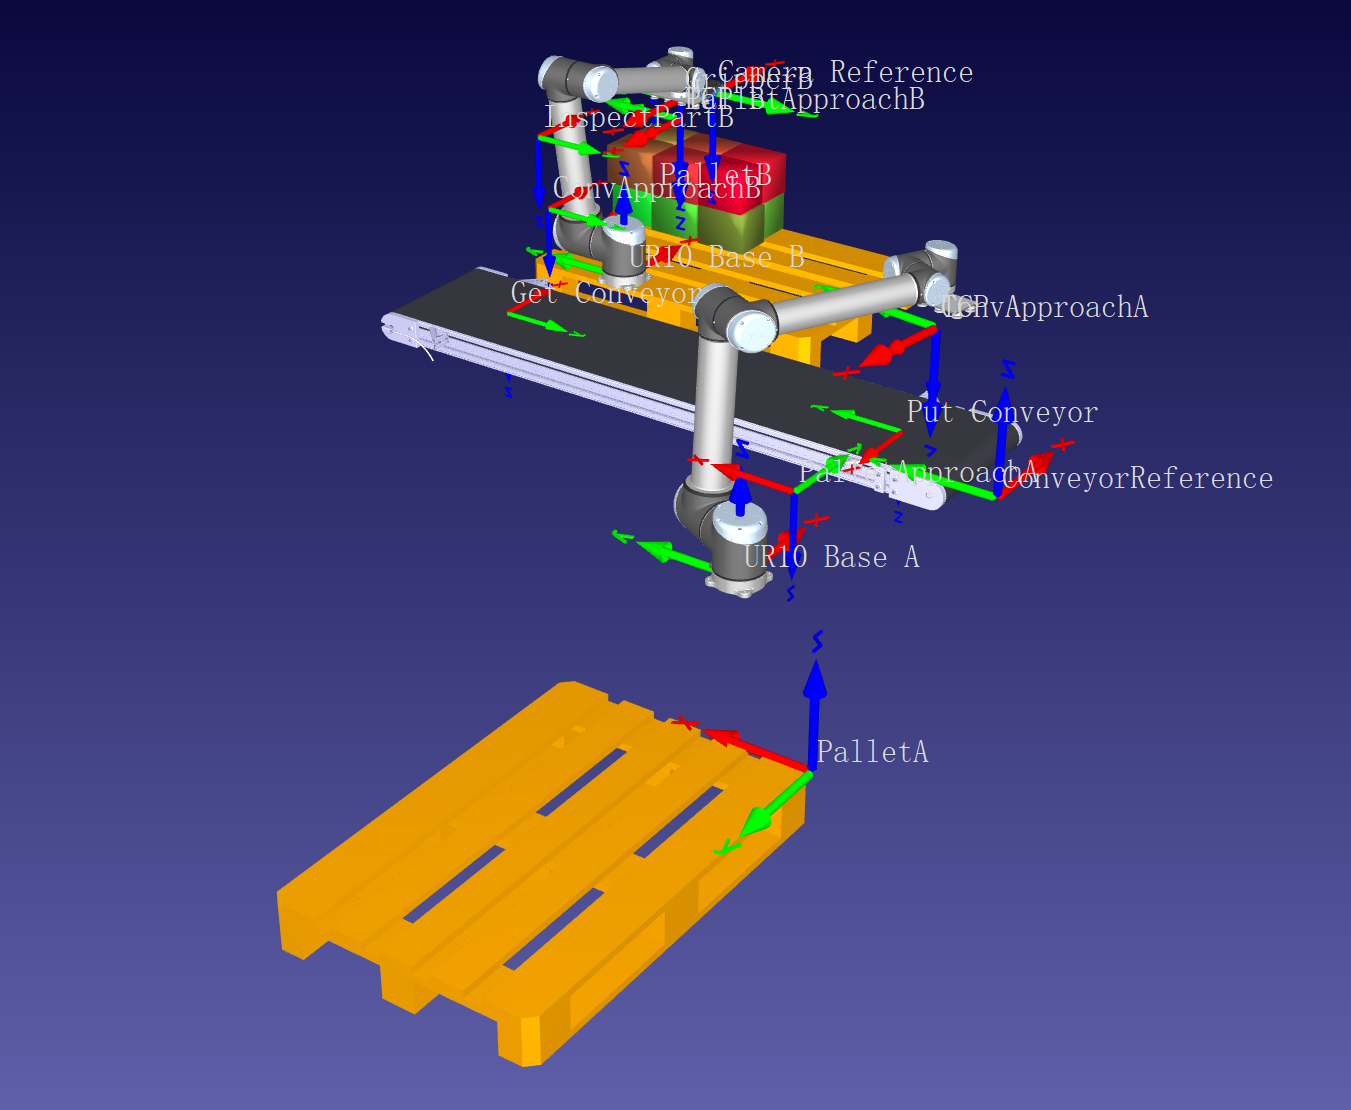 Camera Reference
GripperB
PalletApproachB
InspectPartB
PalletB
ConvApproachB
UR10 Base B
Get Conveyor
ConvApproachA
Put Conveyor
PalletApproachA
ConveyorReference
UR10 Base A
PalletA